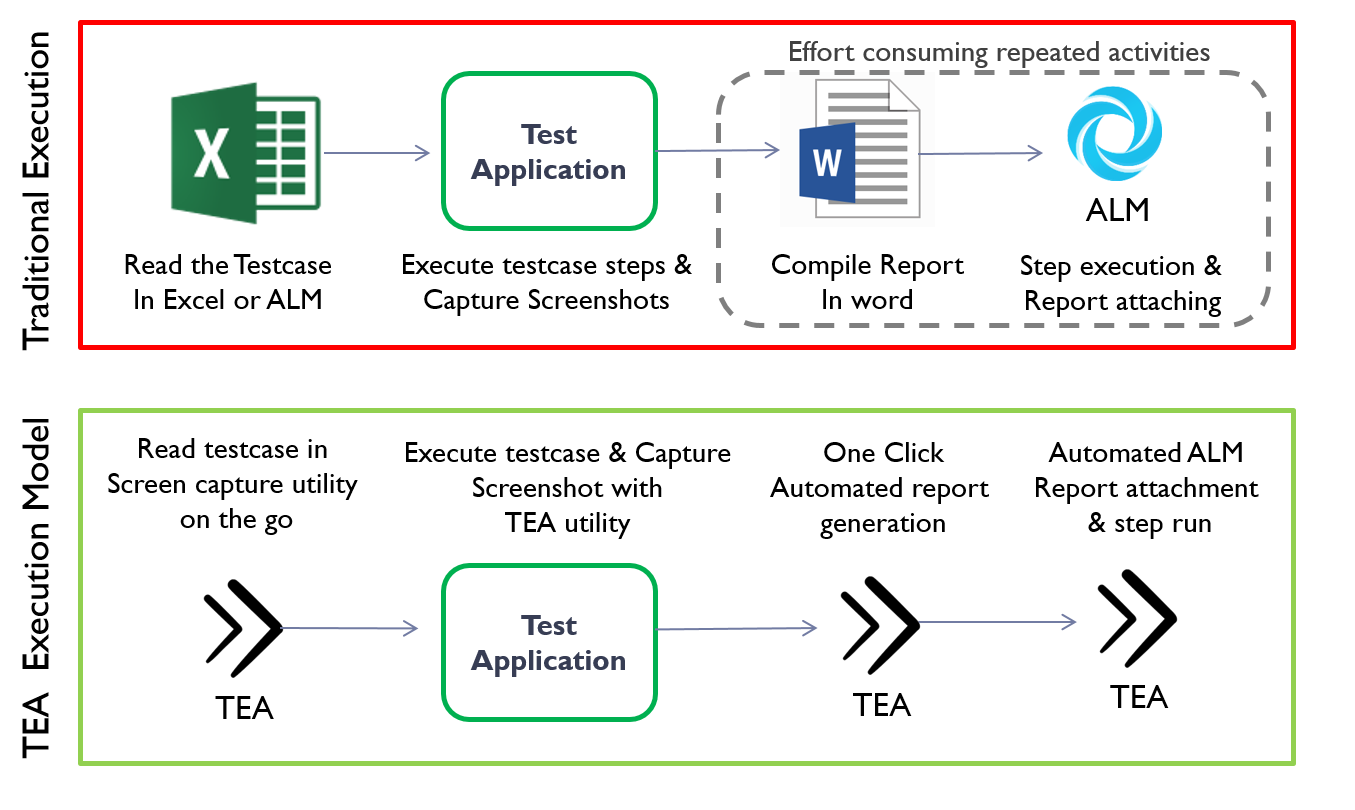 Traditional Execution
Effort consuming repeated activities
X
Test
Application
W
ALM
Read the Testcase
In Excel or ALM
Execute testcase steps &
Capture Screenshots
Compile Report
In word
Step execution &
Report attaching
TEA Execution Model
Read testcase in
Screen capture utility
on the go
Execute testcase & Capture
Screenshot with
TEA utility
One Click
Automated report
generation
Automated ALM
Report attachment
& step run
TEA
Test
Application
TEA
TEA